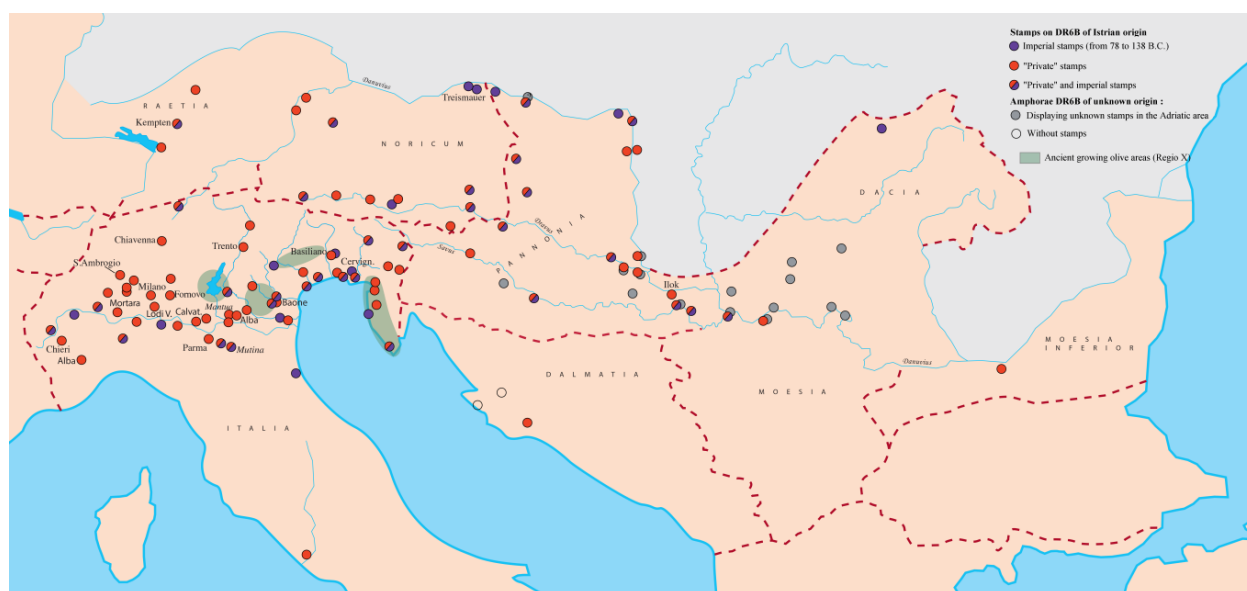 Stamps on DR6B of Istrian origin
Imperial stamps (from 78 to 138 B.C.)
"Private" stamps
"Private" and imperial stamps
Amphorae DR6B of unknown origin :
Displaying unknown stamps in the Adriatic area
Without stamps
Ancient growing olive areas (Regio X)
Danuvius
Treismauer
RAETIA
Kempten
NORICUM
DACIA
PANNONIA
Dravus
Savus
Chiavenna
Trento
Basiliano
Cervign.
S.Ambrogio
Milano
Fornovo
Mortara
Mantua
Baone
Lodi V.
Calvat.
Alba
Ilok
Chieri
Alba
Parma
Mutina
Danuvius
MOESIA
INFERIOR
DALMATIA
MOESIA
ITALIA